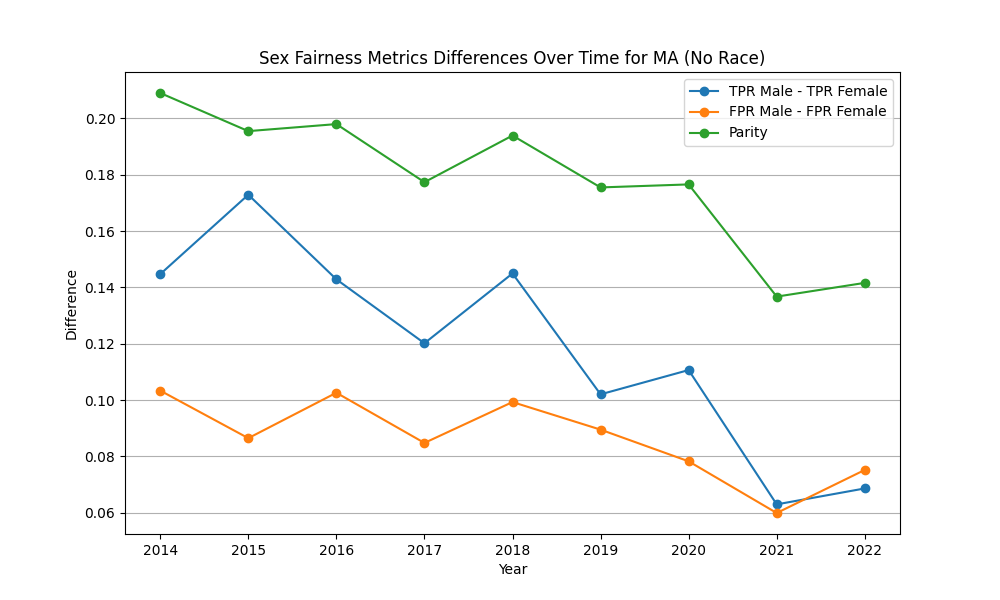 Sex Fairness Metrics Differences Over Time for MA (No Race)
TPR Male - TPR Female
FPR Male - FPR Female
Parity
Difference
0.20
0.18
0.16
0.14
0.12
0.10
0.08
0.06
2014 2015 2016 2017 2018 2019 2020 2021 2022
Year